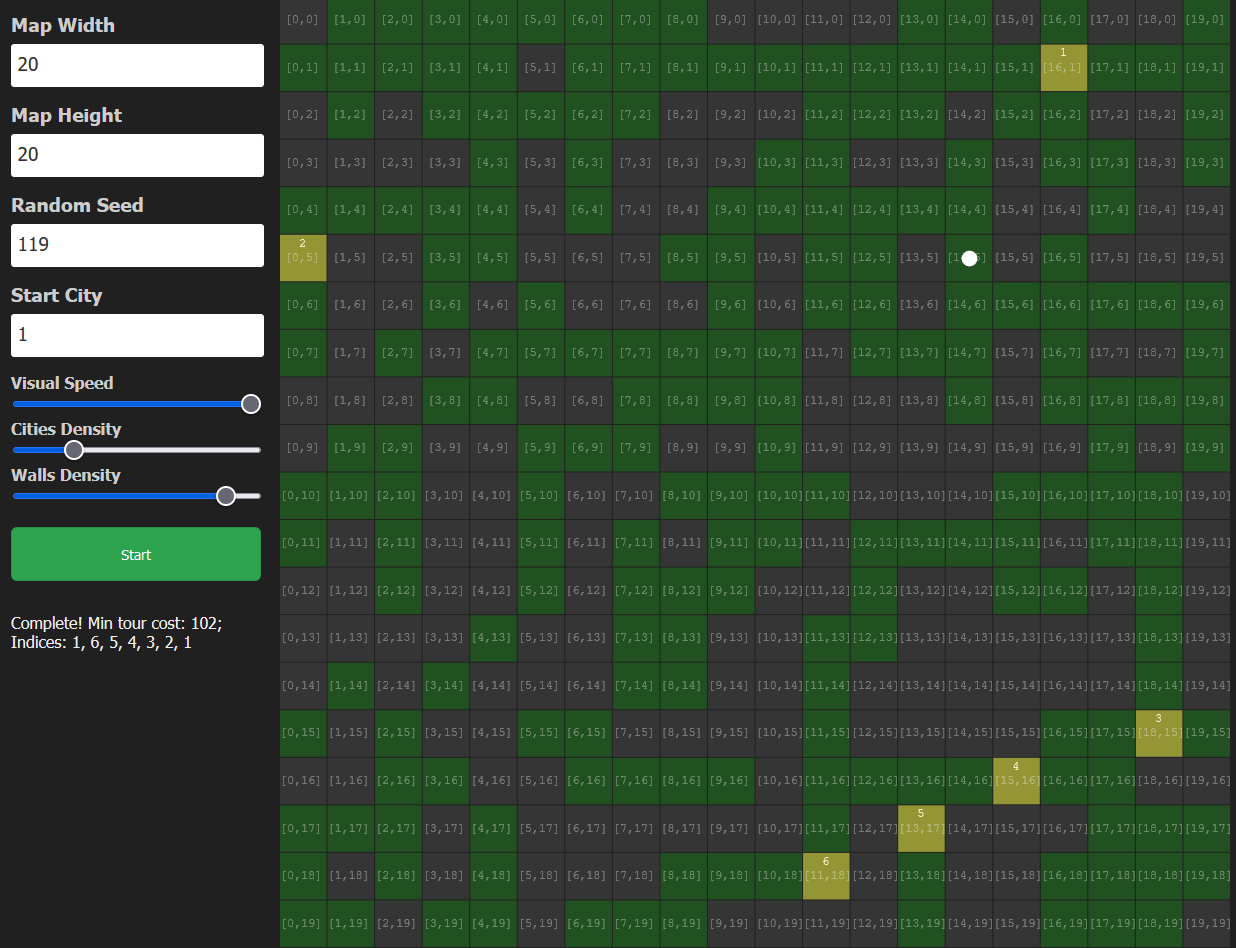 Map Width
20
Map Height
20
Random Seed
119
Start City
1
Visual Speed
Cities Density
Walls Density
Start
Complete! Min tour cost: 102;
Indices: 1, 6, 5, 4, 3, 2, 1
[0,0] [1,0] [2,0] [3,0] [4,0] [5,0] [6,0] [7,0] [8,0] [9,0] [10,0] [11,0] [12,0] [13,0] [14,0] [15,0] [16,0] [17,0] [18,0] [19,0]
1
[0,1] [1,1] [2,1] [3,1] [4,1] [5,1] [6,1] [7,1] [8,1] [9,1] [10,1] [11,1] [12,1] [13,1] [14,1] [15,1] [16,1] [17,1] [18,1] [19,1]
[0,2] [1,2] [2,2] [3,2] [4,2] [5,2] [6,2] [7,2] [8,2] [9,2] [10,2] [11,2] [12,2] [13,2] [14,2] [15,2] [16,2] [17,2] [18,2] [19,2]
[0,3] [1,3] [2,3] [3,3] [4,3] [5,3] [6,3] [7,3] [8,3] [9,3] [10,3] [11,3] [12,3] [13,3] [14,3] [15,3] [16,3] [17,3] [18,3] [19,3]
[0,4] [1,4] [2,4] [3,4] [4,4] [5,4] [6,4] [7,4] [8,4] [9,4] [10,4] [11,4] [12,4] [13,4] [14,4] [15,4] [16,4] [17,4] [18,4] [19,4]
2
[0,5] [1,5] [2,5] [3,5] [4,5] [5,5] [6,5] [7,5] [8,5] [9,5] [10,5] [11,5] [12,5] [13,5] [15,5] [16,5] [17,5] [18,5] [19,5]
[0,6] [1,6] [2,6] [3,6] [4,6] [5,6] [6,6] [7,6] [8,6] [9,6] [10,6] [11,6] [12,6] [13,6] [14,6] [15,6] [16,6] [17,6] [18,6] [19,6]
[0,7] [1,7] [2,7] [3,7] [4,7] [5,7] [6,7] [7,7] [8,7] [9,7] [10,7] [11,7] [12,7] [13,7] [14,7] [15,7] [16,7] [17,7] [18,7] [19,7]
[0,8] [1,8] [2,8] [3,8] [4,8] [5,8] [6,8] [7,8] [8,8] [9,8] [10,8] [11,8] [12,8] [13,8] [14,8] [15,8] [16,8] [17,8] [18,8] [19,8]
[0,9] [1,9] [2,9] [3,9] [4,9] [5,9] [6,9] [7,9] [8,9] [9,9] [10,9] [11,9] [12,9] [13,9] [14,9] [15,9] [16,9] [17,9] [18,9] [19,9]
[0,10] [1,10] [2,10] [3,10] [4,10] [5,10] [6,10] [7,10] [8,10] [9,10] [10,10] [11,10] [12,10] [13,10] [14,10] [15,10] [16,10] [17,10] [18,10] [19,10]
[0,11] [1,11] [2,11] [3,11] [4,11] [5,11] [6,11] [7,11] [8,11] [9,11] [10,11] [11,11] [12,11] [13,11] [14,11] [15,11] [16,11] [17,11] [18,11] [19,11]
[0,12] [1,12] [2,12] [3,12] [4,12] [5,12] [6,12] [7,12] [8,12] [9,12] [10,12] [11,12] [12,12] [13,12] [14,12] [15,12] [16,12] [17,12] [18,12] [19,12]
[0,13] [1,13] [2,13] [3,13] [4,13] [5,13] [6,13] [7,13] [8,13] [9,13] [10,13] [11,13] [12,13] [13,13] [14,13] [15,13] [16,13] [17,13] [18,13] [19,13]
[0,14] [1,14] [2,14] [3,14] [4,14] [5,14] [6,14] [7,14] [8,14] [9,14] [10,14] [11,14] [12,14] [13,14] [14,14] [15,14] [16,14] [17,14] [18,14] [19,14]
3
[0,15] [1,15] [2,15] [3,15] [4,15] [5,15] [6,15] [7,15] [8,15] [9,15] [10,15] [11,15] [12,15] [13,15] [14,15] [15,15] [16,15] [17,15] [18,15] [19,15]
4
[0,16] [1,16] [2,16] [3,16] [4,16] [5,16] [6,16] [7,16] [8,16] [9,16] [10,16] [11,16] [12,16] [13,16] [14,16] [15,16] [16,16] [17,16] [18,16] [19,16]
5
[0,17] [1,17] [2,17] [3,17] [4,17] [5,17] [6,17] [7,17] [8,17] [9,17] [10,17] [11,17] [12,17] [13,17] [14,17] [15,17] [16,17] [17,17] [18,17] [19,17]
6
[0,18] [1,18] [2,18] [3,18] [4,18] [5,18] [6,18] [7,18] [8,18] [9,18] [10,18] [11,18] [12,18] [13,18] [14,18] [15,18] [16,18] [17,18] [18,18] [19,18]
[0,19] [1,19] [2,19] [3,19] [4,19] [5,19] [6,19] [7,19] [8,19] [9,19] [10,19] [11,19] [12,19] [13,19] [14,19] [15,19] [16,19] [17,19] [18,19] [19,19]